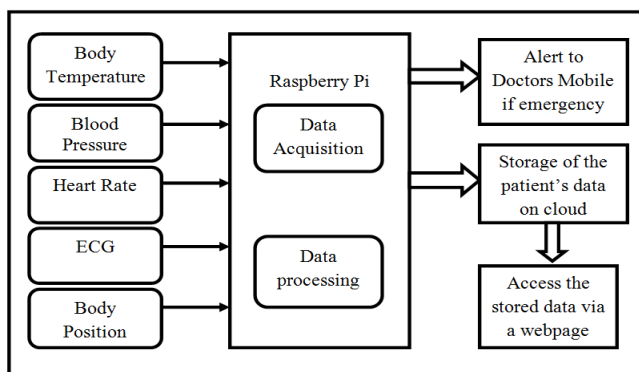 Body
Temperature
Blood
Pressure
Heart Rate
ECG
Body
Position
Raspberry Pi
Data
Acquisition
Data
processing
Alert to
Doctors Mobile
if emergency
Storage of the
patient’s data
on cloud
Access the
stored data via
a webpage